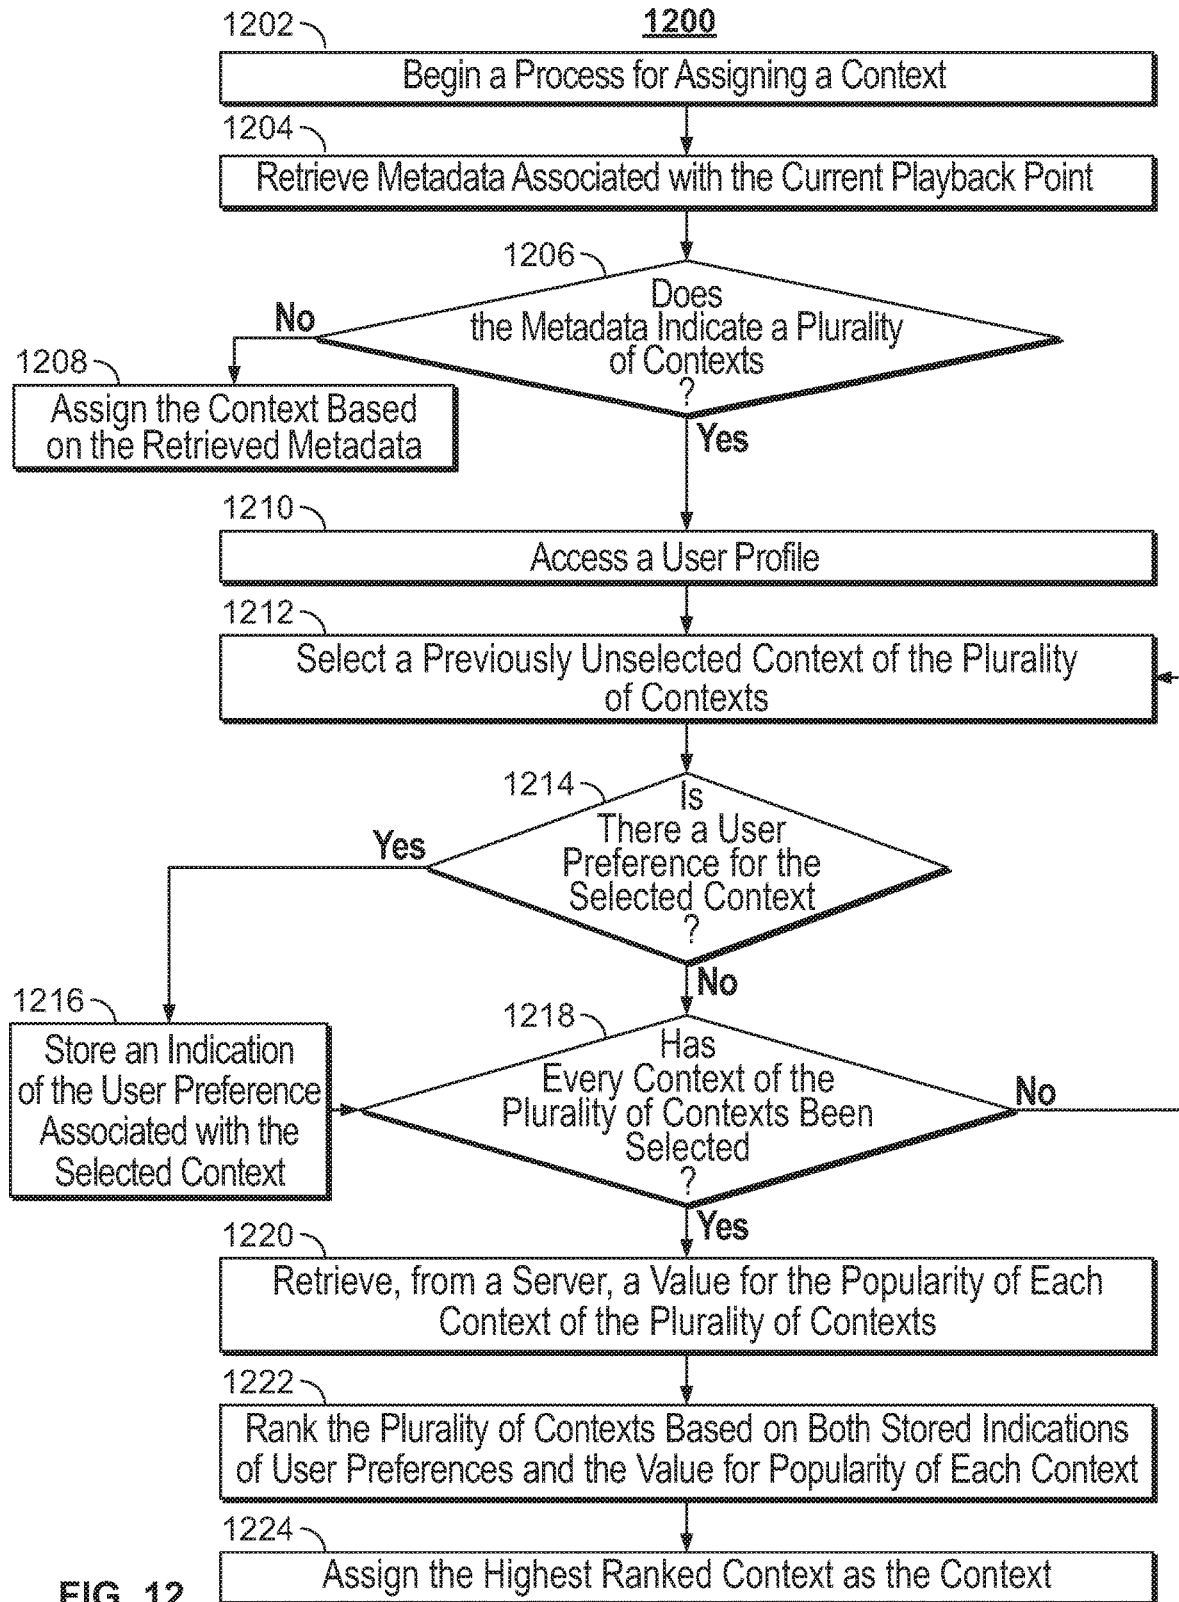 1200
1202
Begin a Process for Assigning a Context
1204
Retrieve Metadata Associated with the Current Playback Point
1206
Does
the Metadata Indicate a Plurality
of Contexts
?
No
Yes
1208
Assign the Context Based
on the Retrieved Metadata
1210
Access a User Profile
1212
Select a Previously Unselected Context of the Plurality
of Contexts
1214
Is
There a User
Preference for the
Selected Context
?
Yes
No
1216
Store an Indication
of the User Preference
Associated with the
Selected Context
1218
Has
Every Context of the
Plurality of Contexts Been
Selected
?
No
Yes
1220
Retrieve, from a Server, a Value for the Popularity of Each
Context of the Plurality of Contexts
1222
Rank the Plurality of Contexts Based on Both Stored Indications
of User Preferences and the Value for Popularity of Each Context
1224
Assign the Highest Ranked Context as the Context
FIG. 12